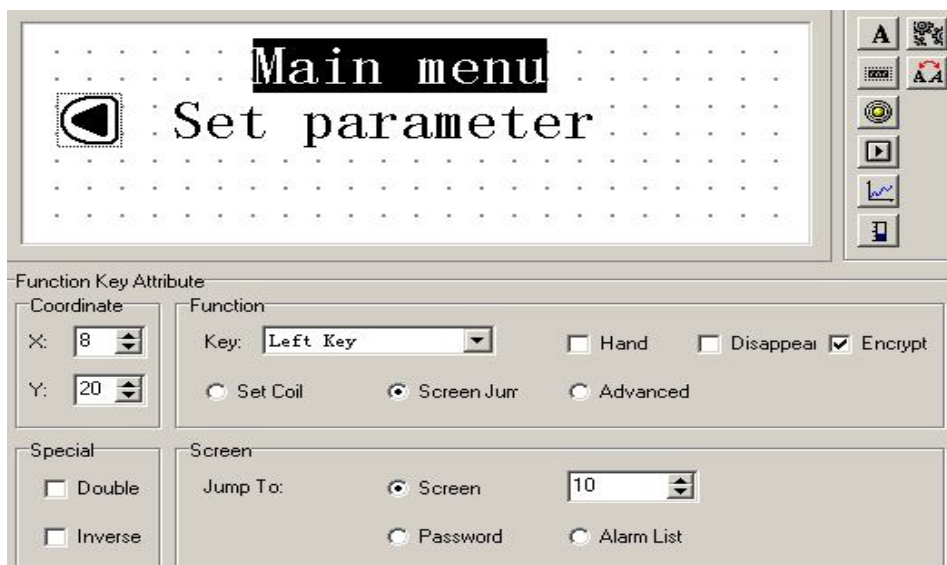 Main menu
Set parameter
A
A A
Function Key Attribute
Coordinate
X: 8
Y: 20
Function
Key: Left Key
Hand
Disappear
Encrypt
Set Coil
Screen Jum
Advanced
Special
Double
Inverse
Screen
Jump To:
Screen
10
Password
Alarm List